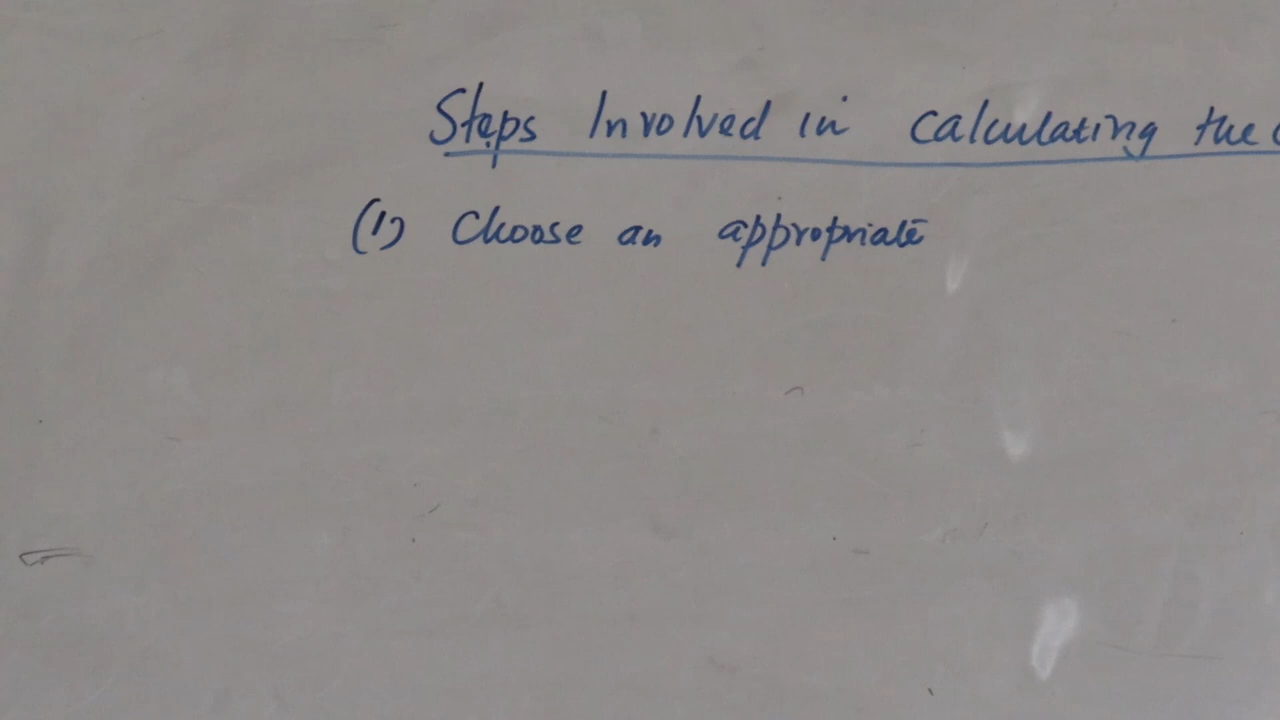 Steps Involved in calculating the
(1) Choose an appropriate